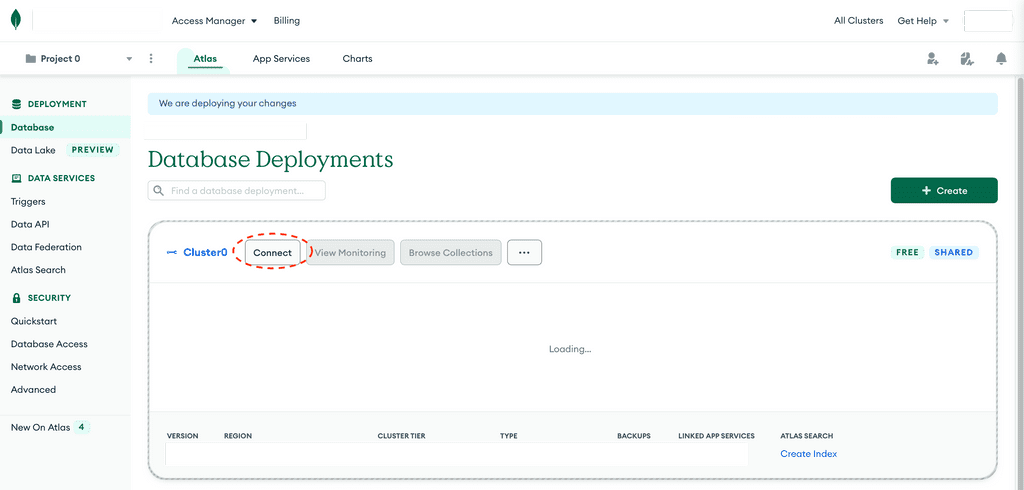 Access Manager Billing All Clusters Get Help
Project 0 Atlas App Services Charts
We are deploying your changes
DEPLOYMENT
Database
Data Lake PREVIEW
DATA SERVICES
Triggers
Data API
Data Federation
Atlas Search
SECURITY
Quickstart
Database Access
Network Access
Advanced
New On Atlas 4
Database Deployments
Find a database deployment...
+ Create
Cluster0 Connect View Monitoring Browse Collections ... FREE SHARED
Loading...
VERSION REGION CLUSTER TIER TYPE BACKUPS LINKED APP SERVICES ATLAS SEARCH
Create Index